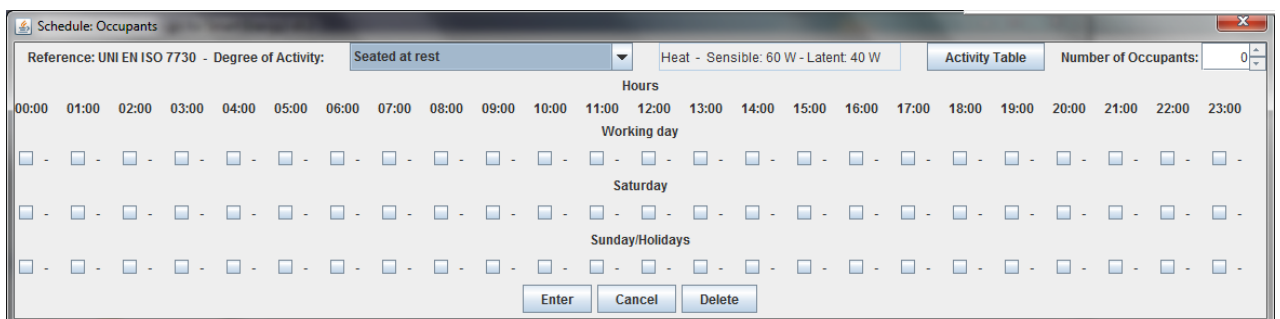 Schedule: Occupants
Reference: UNI EN ISO 7730 - Degree of Activity: Seated at rest Heat - Sensible: 60 W - Latent: 40 W Activity Table Number of Occupants: 0
Hours
00:00 01:00 02:00 03:00 04:00 05:00 06:00 07:00 08:00 09:00 10:00 11:00 12:00 13:00 14:00 15:00 16:00 17:00 18:00 19:00 20:00 21:00 22:00 23:00
Working day
- - - - - - - - - - - - - - - - - - - - - - - -
Saturday
- - - - - - - - - - - - - - - - - - - - - - - -
Sunday/Holidays
- - - - - - - - - - - - - - - - - - - - - - - -
Enter Cancel Delete